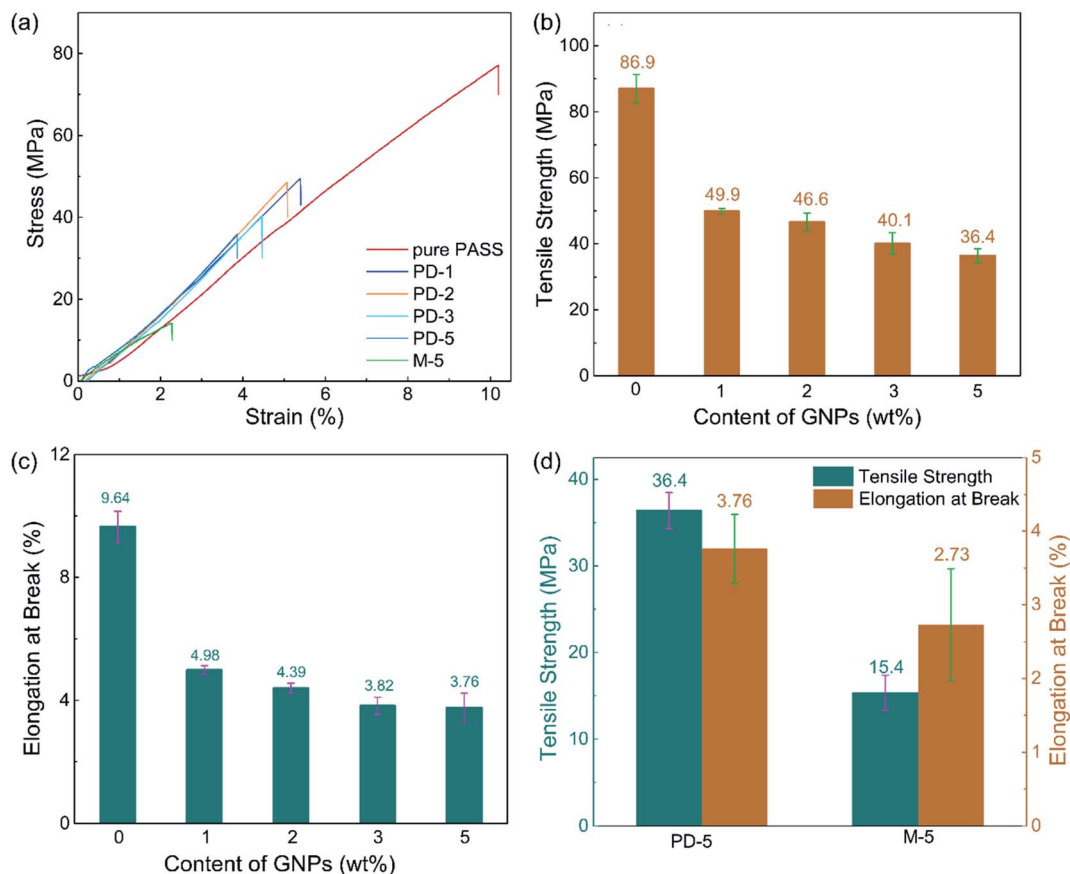 (a)
80
60
40
20
0
Stress (MPa)
pure PASS
PD-1
PD-2
PD-3
PD-5
M-5
0 2 4 6 8 10
Strain (%)
(b)
100
80
60
40
20
0
Tensile Strength (MPa)
86.9
49.9
46.6
40.1
36.4
0 1 2 3 5
Content of GNPs (wt%)
(c)
12
9
6
4
0
Elongation at Break (%)
9.64
4.98
4.39
3.82
3.76
0 1 2 3 5
Content of GNPs (wt%)
(d)
40
30
20
10
0
Tensile Strength (MPa)
Tensile Strength
Elongation at Break
36.4
3.76
15.4
2.73
5
4
3
2
1
0
Elongation at Break (%)
PD-5 M-5